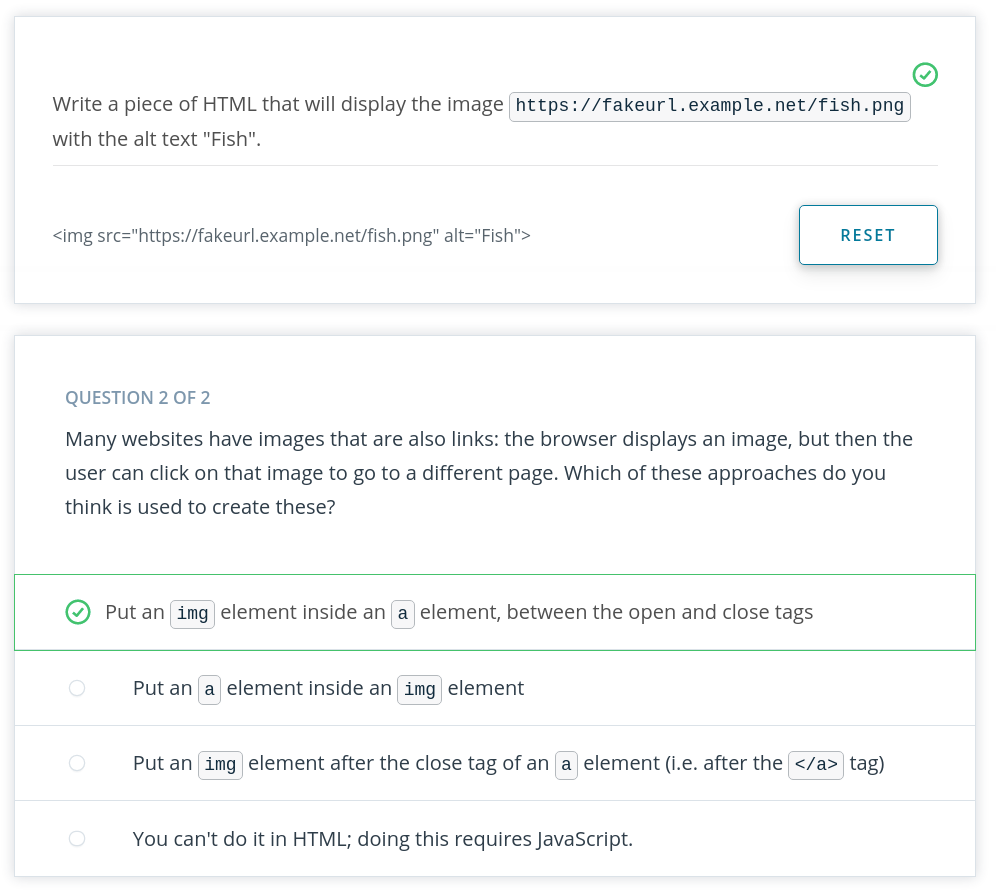 Write a piece of HTML that will display the image https://fakeurl.example.net/fish.png
with the alt text "Fish".
<img src="https://fakeurl.example.net/fish.png" alt="Fish">
RESET
QUESTION 2 OF 2
Many websites have images that are also links: the browser displays an image, but then the
user can click on that image to go to a different page. Which of these approaches do you
think is used to create these?
Put an img element inside an a element, between the open and close tags
Put an a element inside an img element
Put an img element after the close tag of an a element (i.e. after the </a> tag)
You can't do it in HTML; doing this requires JavaScript.